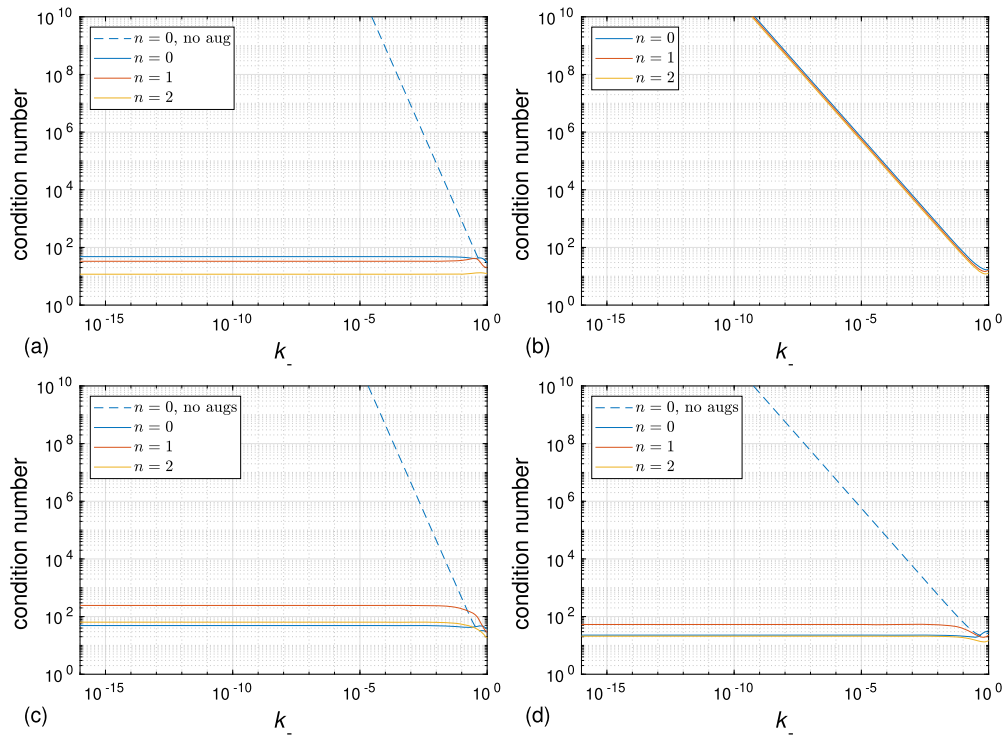 10^10
10^8
10^6
10^4
10^2
10^0
condition number
n = 0, no aug
n = 0
n = 1
n = 2
10^-15
10^-10
10^-5
10^0
(a)
k_-
10^10
10^8
10^6
10^4
10^2
10^0
condition number
n = 0
n = 1
n = 2
10^-15
10^-10
10^-5
10^0
(b)
k_-
10^10
10^8
10^6
10^4
10^2
10^0
condition number
n = 0, no augs
n = 0
n = 1
n = 2
10^-15
10^-10
10^-5
10^0
(c)
k_-
10^10
10^8
10^6
10^4
10^2
10^0
condition number
n = 0, no augs
n = 0
n = 1
n = 2
10^-15
10^-10
10^-5
10^0
(d)
k_-